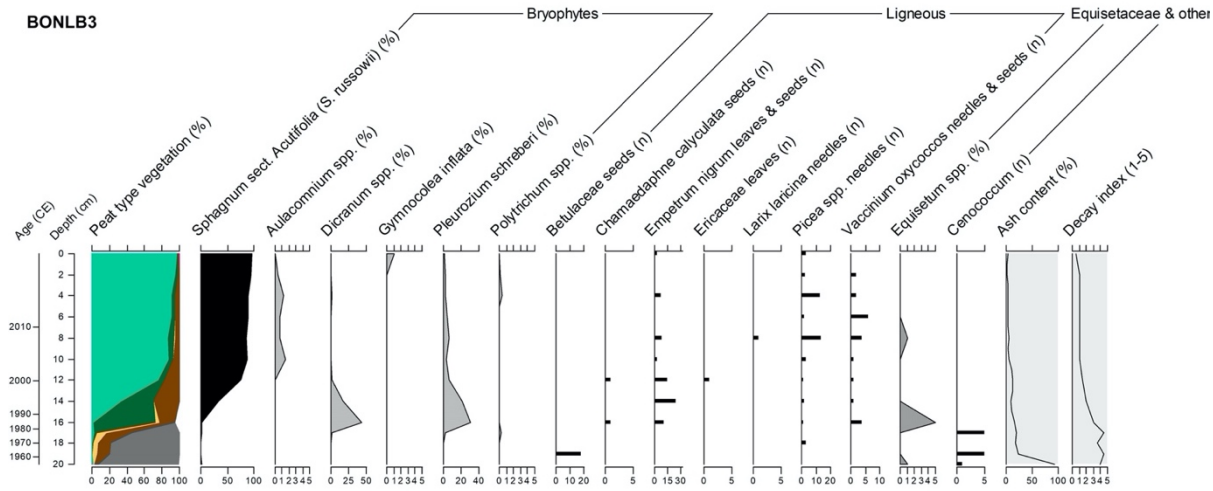 BONLB3
Bryophytes
Ligneous
Equisetaceae & other
Age (CE)
Depth (cm)
Peat type vegetation (%)
Sphagnum sect. Acutifolia (S. russowii) (%)
Aulacomnium spp. (%)
Dicranum spp. (%)
Gymnocolea inflata (%)
Pleurozium schreberi (%)
Polytrichum spp. (%)
Betulaceae seeds (n)
Chamaedaphne calyculata seeds (n)
Empetrum nigrum leaves & seeds (n)
Ericaceae leaves (n)
Larix laricina needles (n)
Picea spp. needles (n)
Vaccinium oxycoccos needles & seeds (n)
Equisetum spp. (%)
Cenococcum (n)
Ash content (%)
Decay index (1-5)
2010
2000
1990
1980
1970
1960
0
2
4
6
8
10
12
14
16
18
20
0 20 40 60 80 100
0 50 100
0 1 2 3 4 5
0 25 50
0 1 2 3 4 5
0 20 40
0 1 2 3 4 5
0 10 20
0 5
0 15 30
0 5
0 5
0 10 20
0 5 10
0 1 2 3 4 5
0 5
0 50 100
0 1 2 3 4 5